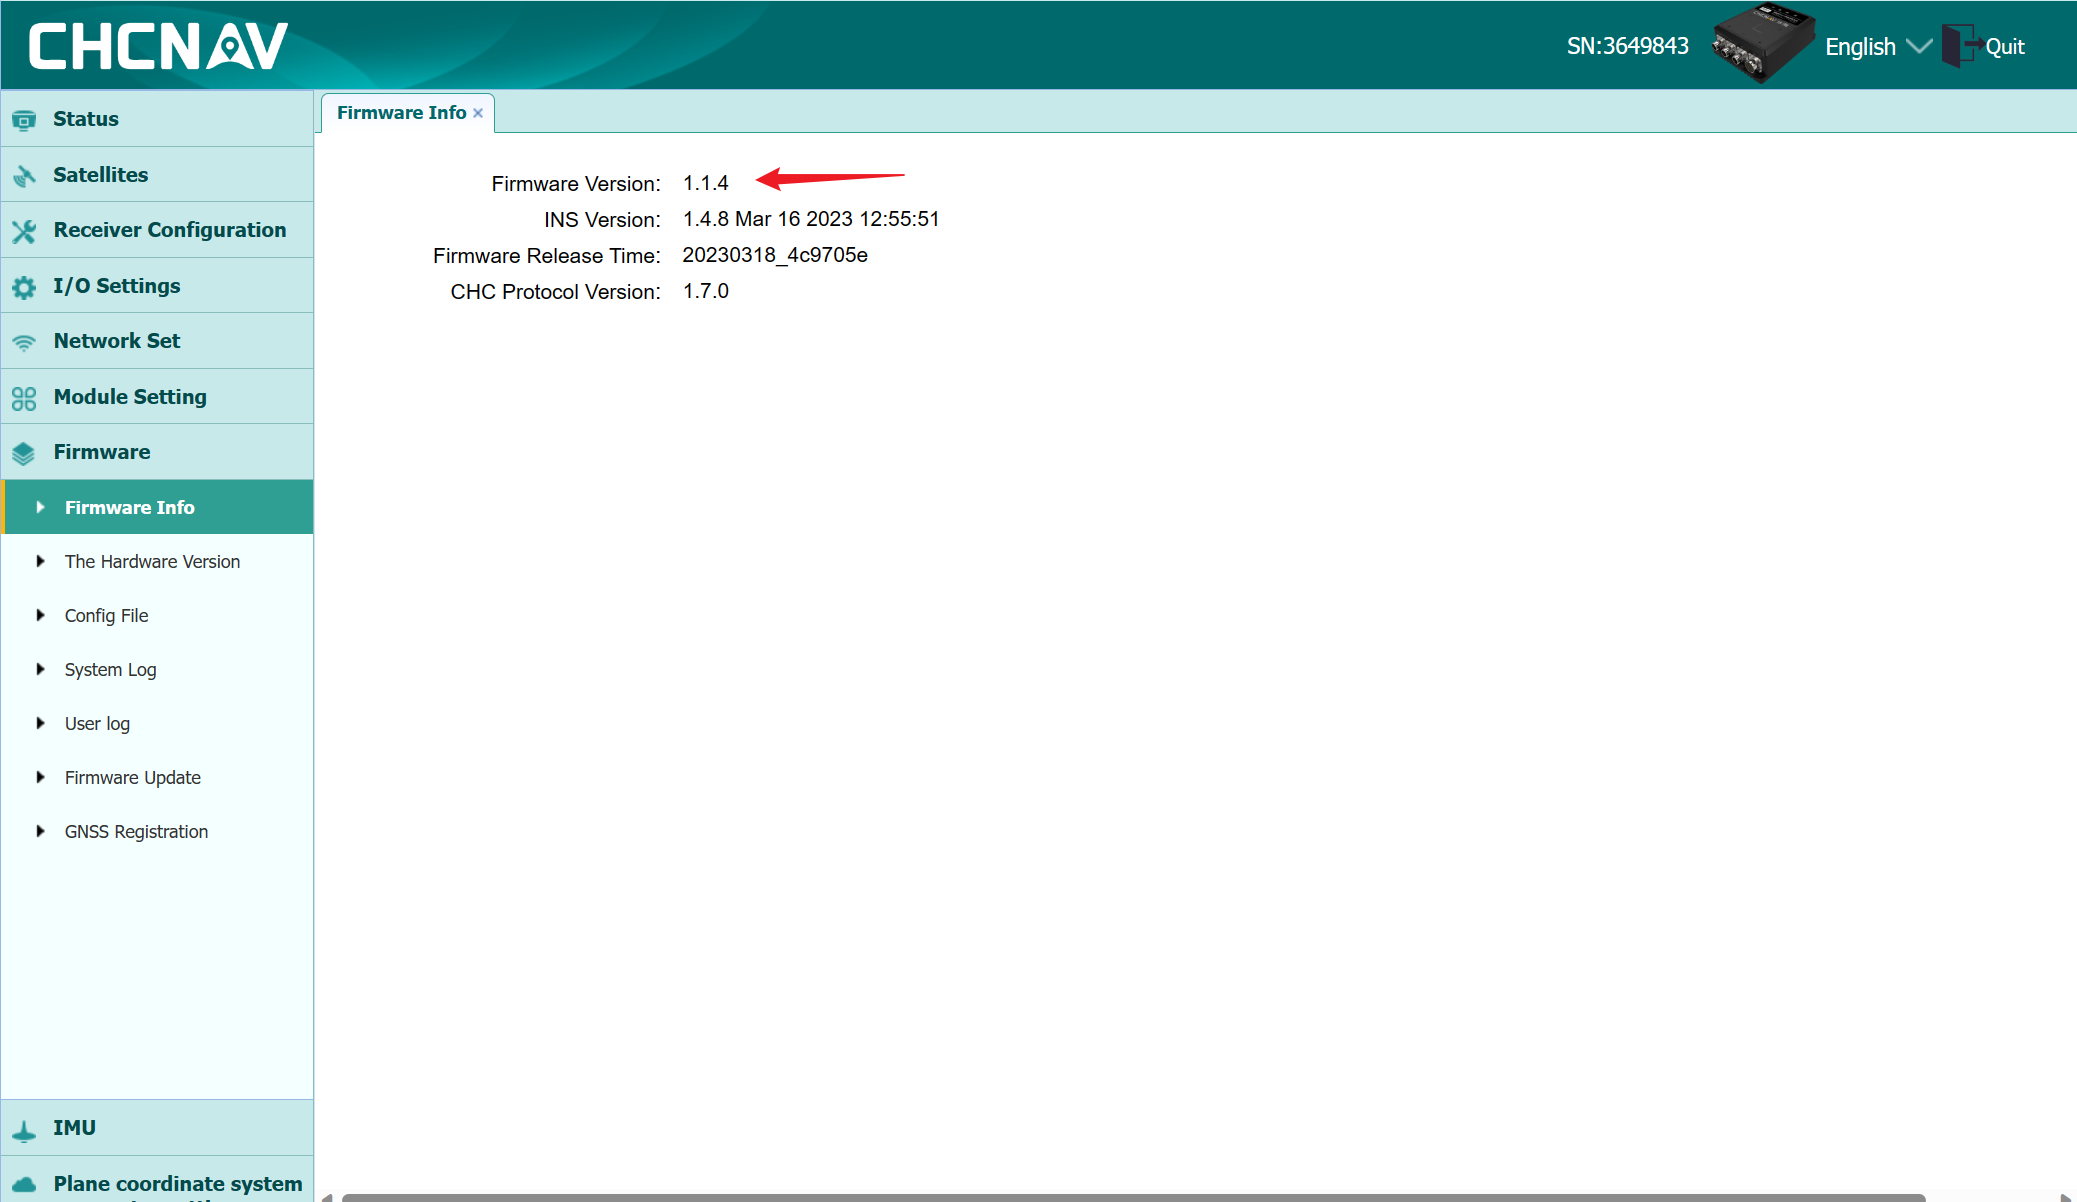 CHCNAV
SN:3649843
English
Quit
Status
Satellites
Receiver Configuration
I/O Settings
Network Set
Module Setting
Firmware
Firmware Info
The Hardware Version
Config File
System Log
User log
Firmware Update
GNSS Registration
IMU
Plane coordinate system
Firmware Info ×
Firmware Version: 1.1.4
INS Version: 1.4.8 Mar 16 2023 12:55:51
Firmware Release Time: 20230318_4c9705e
CHC Protocol Version: 1.7.0